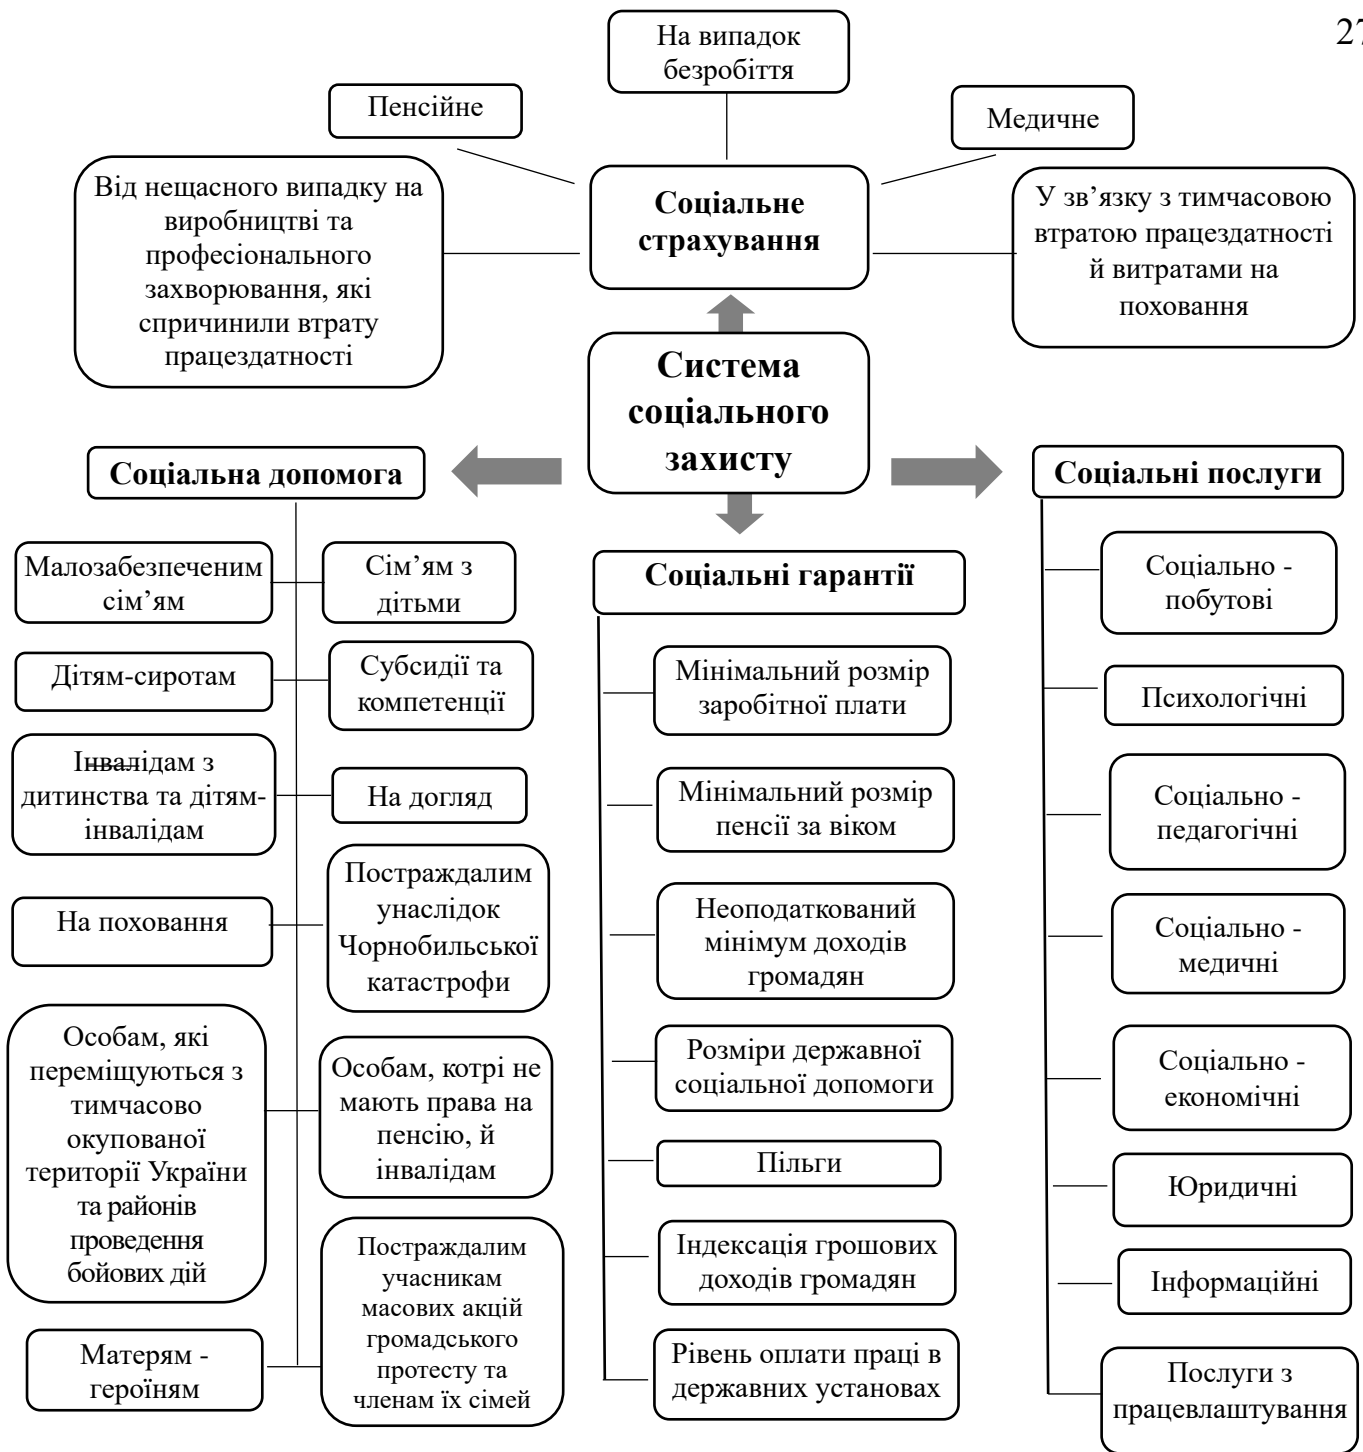 27
На випадок
безробіття
Пенсійне
Медичне
Від нещасного випадку на
виробництві та
професіонального
захворювання, які
спричинили втрату
працездатності
Соціальне
страхування
У зв’язку з тимчасовою
втратою працездатності
й витратами на
поховання
Система
соціального
захисту
Соціальна допомога
Малозабезпеченим
сім’ям
Сім’ям з
дітьми
Дітям-сиротам
Субсидії та
компетенції
Інвалідам з
дитинства та дітям-
інвалідам
На догляд
На поховання
Постраждалим
унаслідок
Чорнобильської
катастрофи
Особам, які
переміщуються з
тимчасово
окупованої
території України
та районів
проведення
бойових дій
Особам, котрі не
мають права на
пенсію, й
інвалідам
Матерям -
героїням
Постраждалим
учасникам
масових акцій
громадського
протесту та
членам їх сімей
Соціальні гарантії
Мінімальний розмір
заробітної плати
Мінімальний розмір
пенсії за віком
Неоподаткований
мінімум доходів
громадян
Розміри державної
соціальної допомоги
Пільги
Індексація грошових
доходів громадян
Рівень оплати праці в
державних установах
Соціальні послуги
Соціально -
побутові
Психологічні
Соціально -
педагогічні
Соціально -
медичні
Соціально -
економічні
Юридичні
Інформаційні
Послуги з
працевлаштування